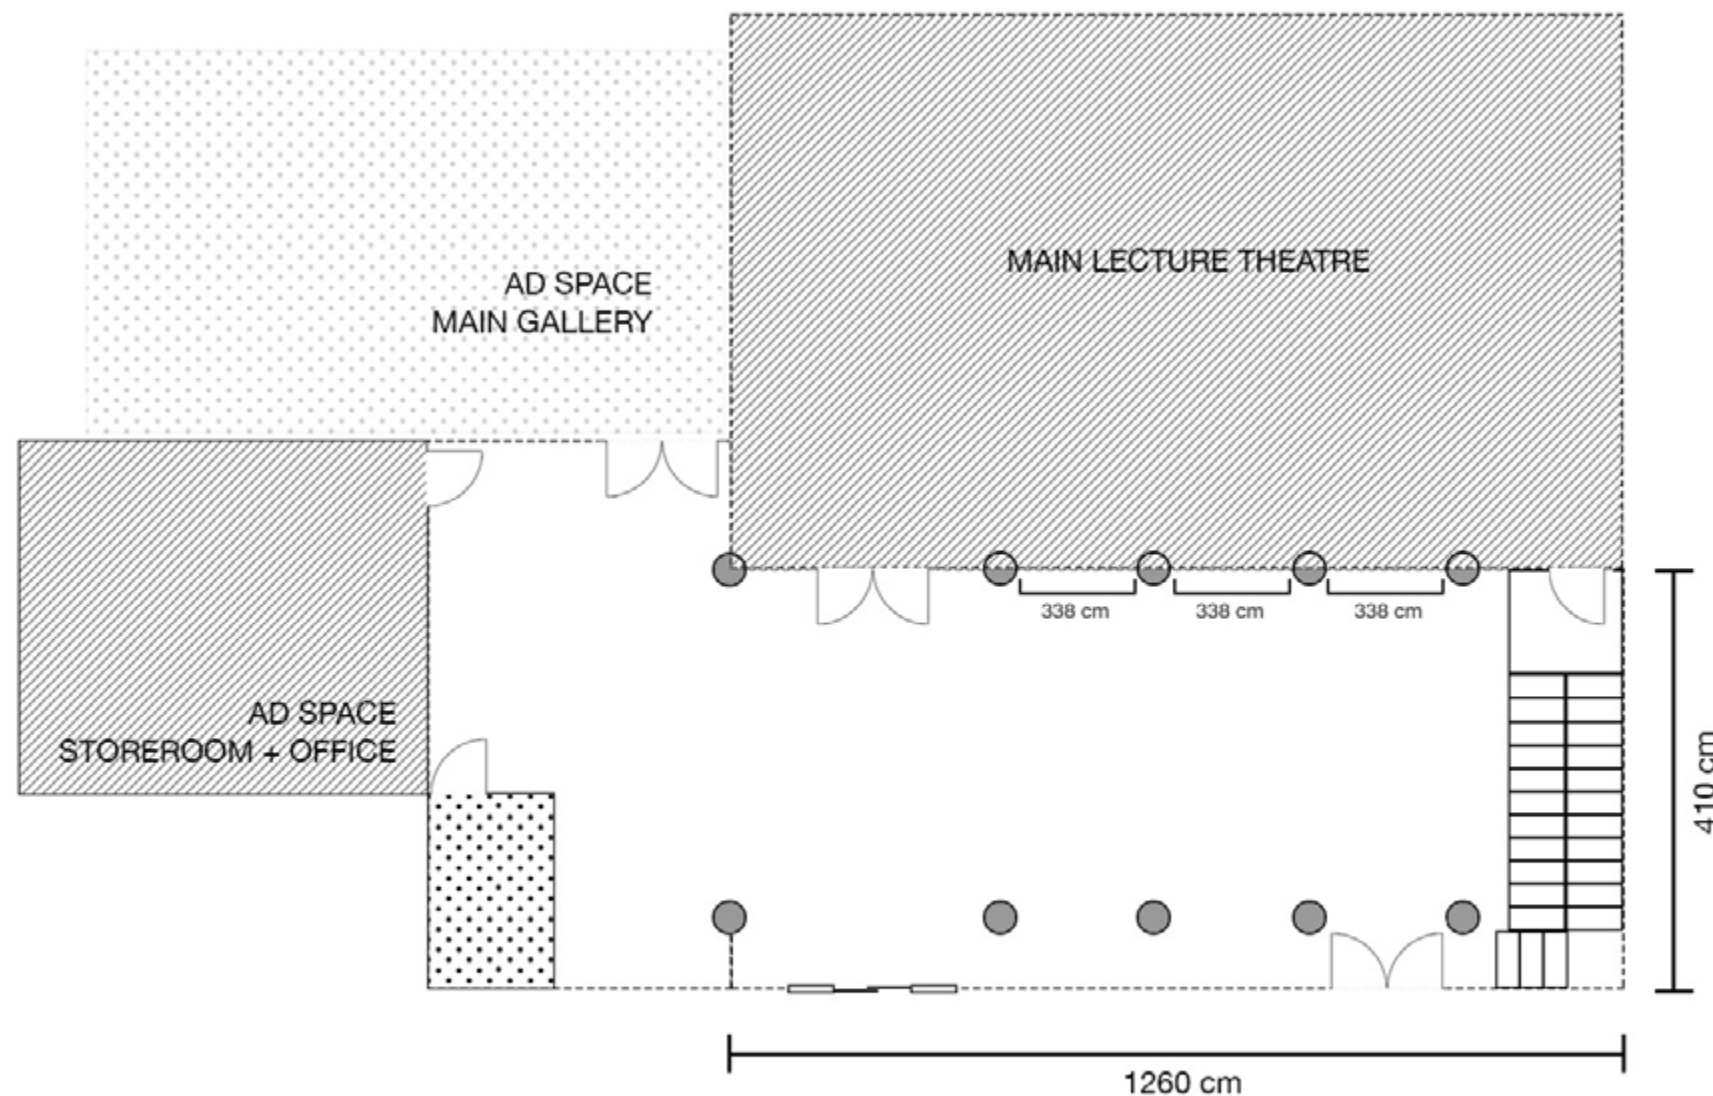 MAIN LECTURE THEATRE
AD SPACE
MAIN GALLERY
338 cm
338 cm
338 cm
AD SPACE
STOREROOM + OFFICE
410 cm
1260 cm